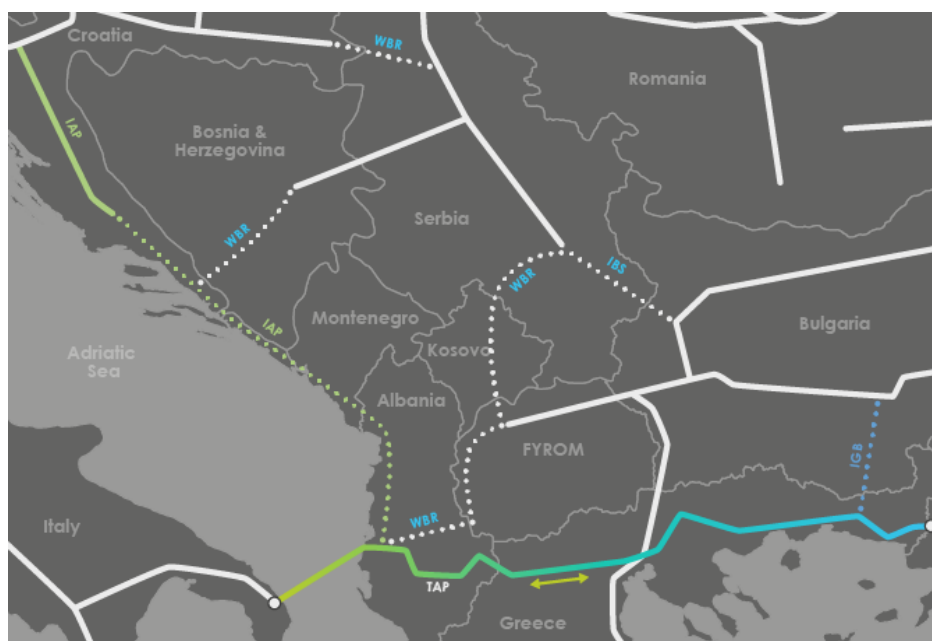 Croatia
WBR
Romania
IAP
Bosnia &
Herzegovina
Serbia
WBR
IBS
WBR
IAP
Montenegro
Bulgaria
Kosovo
Adriatic
Sea
Albania
FYROM
IGB
Italy
WBR
TAP
Greece